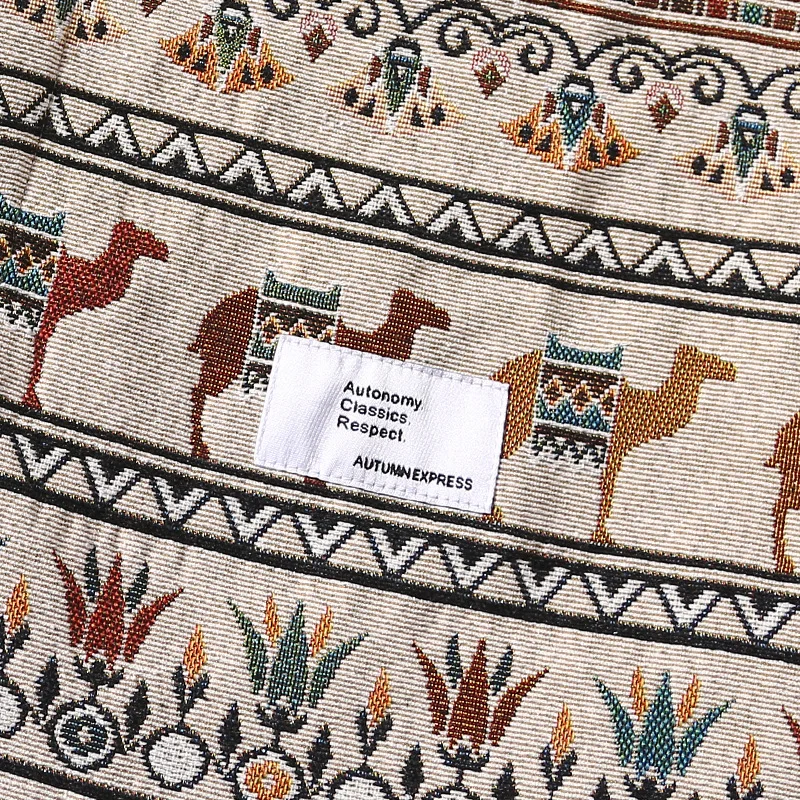 Autonomy.
Classics.
Respect.
AUTUMNEXPRESS